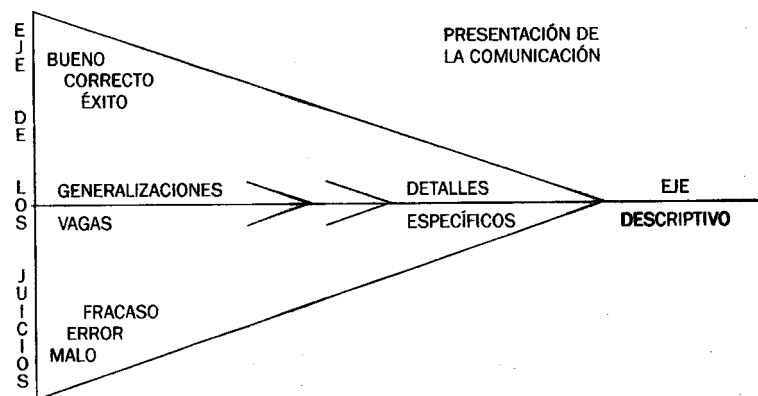 EJE DE LOS JUICIOS
PRESENTACIÓN DE
LA COMUNICACIÓN
BUENO
CORRECTO
ÉXITO
GENERALIZACIONES
VAGAS
DETALLES
ESPECÍFICOS
EJE
DESCRIPTIVO
FRACASO
ERROR
MALO